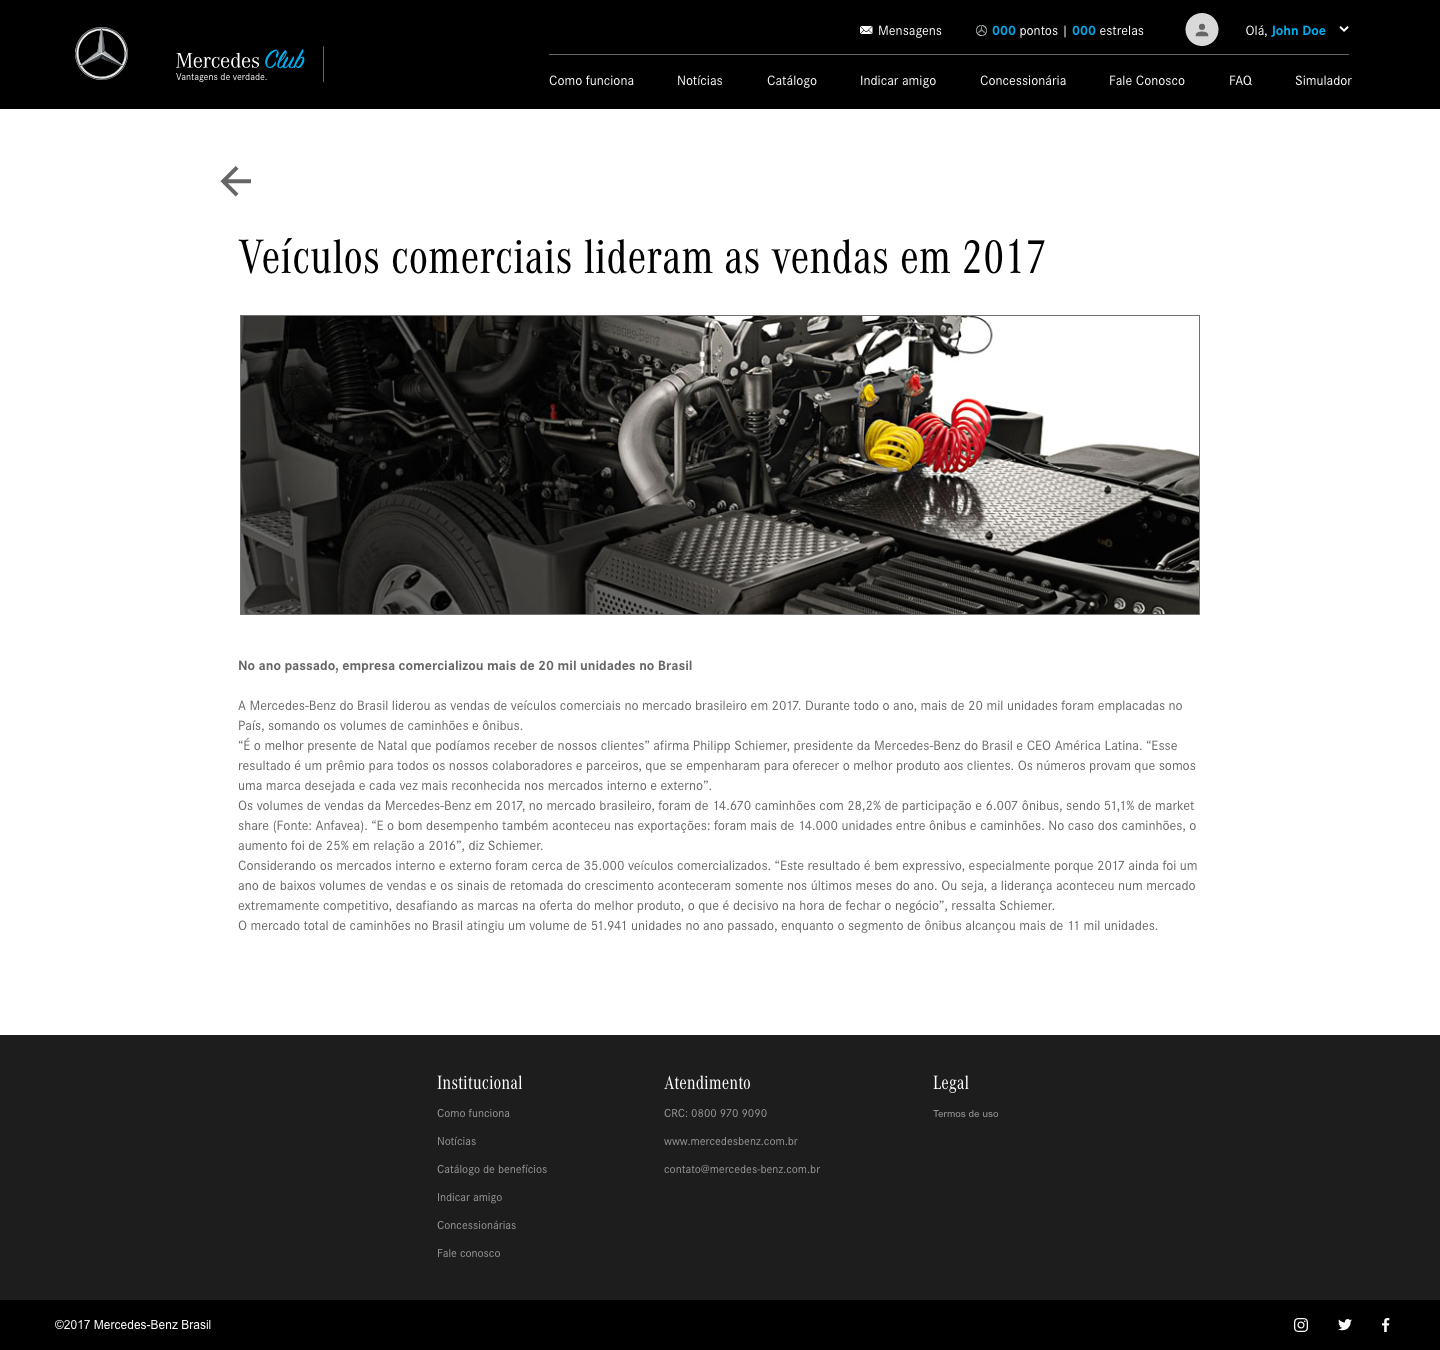 Mensagens
000 pontos | 000 estrelas
Olá, John Doe
Mercedes Club
Vantagens de verdade.
Como funciona
Notícias
Catálogo
Indicar amigo
Concessionária
Fale Conosco
FAQ
Simulador
Veículos comerciais lideram as vendas em 2017
Mercedes-Benz
No ano passado, empresa comercializou mais de 20 mil unidades no Brasil
A Mercedes-Benz do Brasil liderou as vendas de veículos comerciais no mercado brasileiro em 2017. Durante todo o ano, mais de 20 mil unidades foram emplacadas no
País, somando os volumes de caminhões e ônibus.
“É o melhor presente de Natal que podíamos receber de nossos clientes” afirma Philipp Schiemer, presidente da Mercedes-Benz do Brasil e CEO América Latina. “Esse
resultado é um prêmio para todos os nossos colaboradores e parceiros, que se empenharam para oferecer o melhor produto aos clientes. Os números provam que somos
uma marca desejada e cada vez mais reconhecida nos mercados interno e externo”.
Os volumes de vendas da Mercedes-Benz em 2017, no mercado brasileiro, foram de 14.670 caminhões com 28,2% de participação e 6.007 ônibus, sendo 51,1% de market
share (Fonte: Anfavea). “E o bom desempenho também aconteceu nas exportações: foram mais de 14.000 unidades entre ônibus e caminhões. No caso dos caminhões, o
aumento foi de 25% em relação a 2016”, diz Schiemer.
Considerando os mercados interno e externo foram cerca de 35.000 veículos comercializados. “Este resultado é bem expressivo, especialmente porque 2017 ainda foi um
ano de baixos volumes de vendas e os sinais de retomada do crescimento aconteceram somente nos últimos meses do ano. Ou seja, a liderança aconteceu num mercado
extremamente competitivo, desafiando as marcas na oferta do melhor produto, o que é decisivo na hora de fechar o negócio”, ressalta Schiemer.
O mercado total de caminhões no Brasil atingiu um volume de 51.941 unidades no ano passado, enquanto o segmento de ônibus alcançou mais de 11 mil unidades.
Institucional
Como funciona
Notícias
Catálogo de benefícios
Indicar amigo
Concessionárias
Fale conosco
Atendimento
CRC: 0800 970 9090
www.mercedesbenz.com.br
contato@mercedes-benz.com.br
Legal
Termos de uso
©2017 Mercedes-Benz Brasil